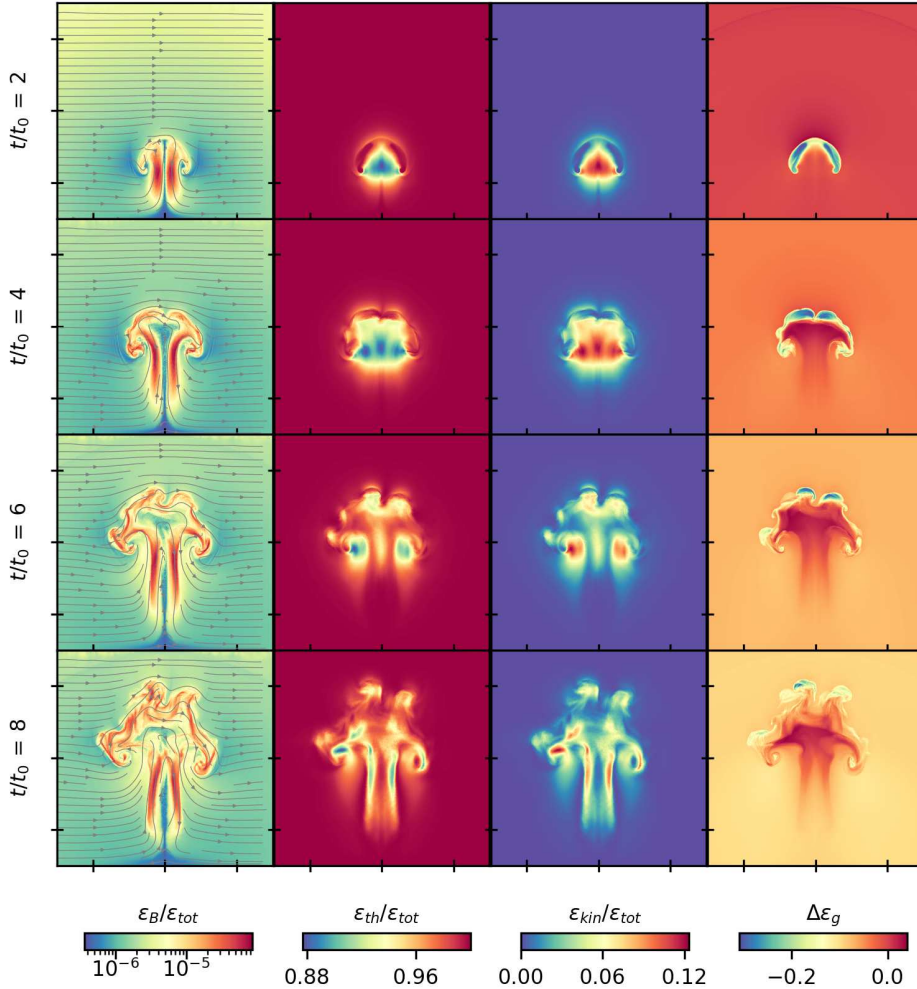 t/t₀ = 2
t/t₀ = 4
t/t₀ = 6
t/t₀ = 8
ε_B/ε_tot ε_th/ε_tot ε_kin/ε_tot Δε_g
10⁻⁶ 10⁻⁵ 0.88 0.96 0.00 0.06 0.12 −0.2 0.0